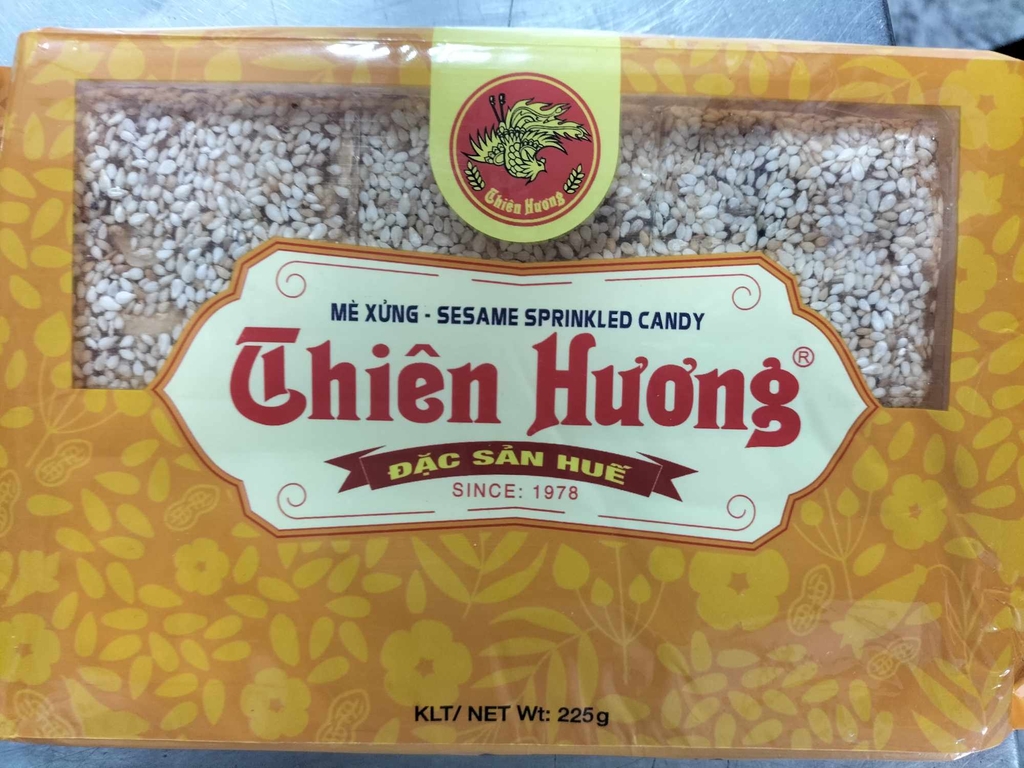 Thiên Hương
MÈ XỬNG - SESAME SPRINKLED CANDY
Thiên Hương®
ĐẶC SẢN HUẾ
SINCE: 1978
KLT/ NET Wt: 225g